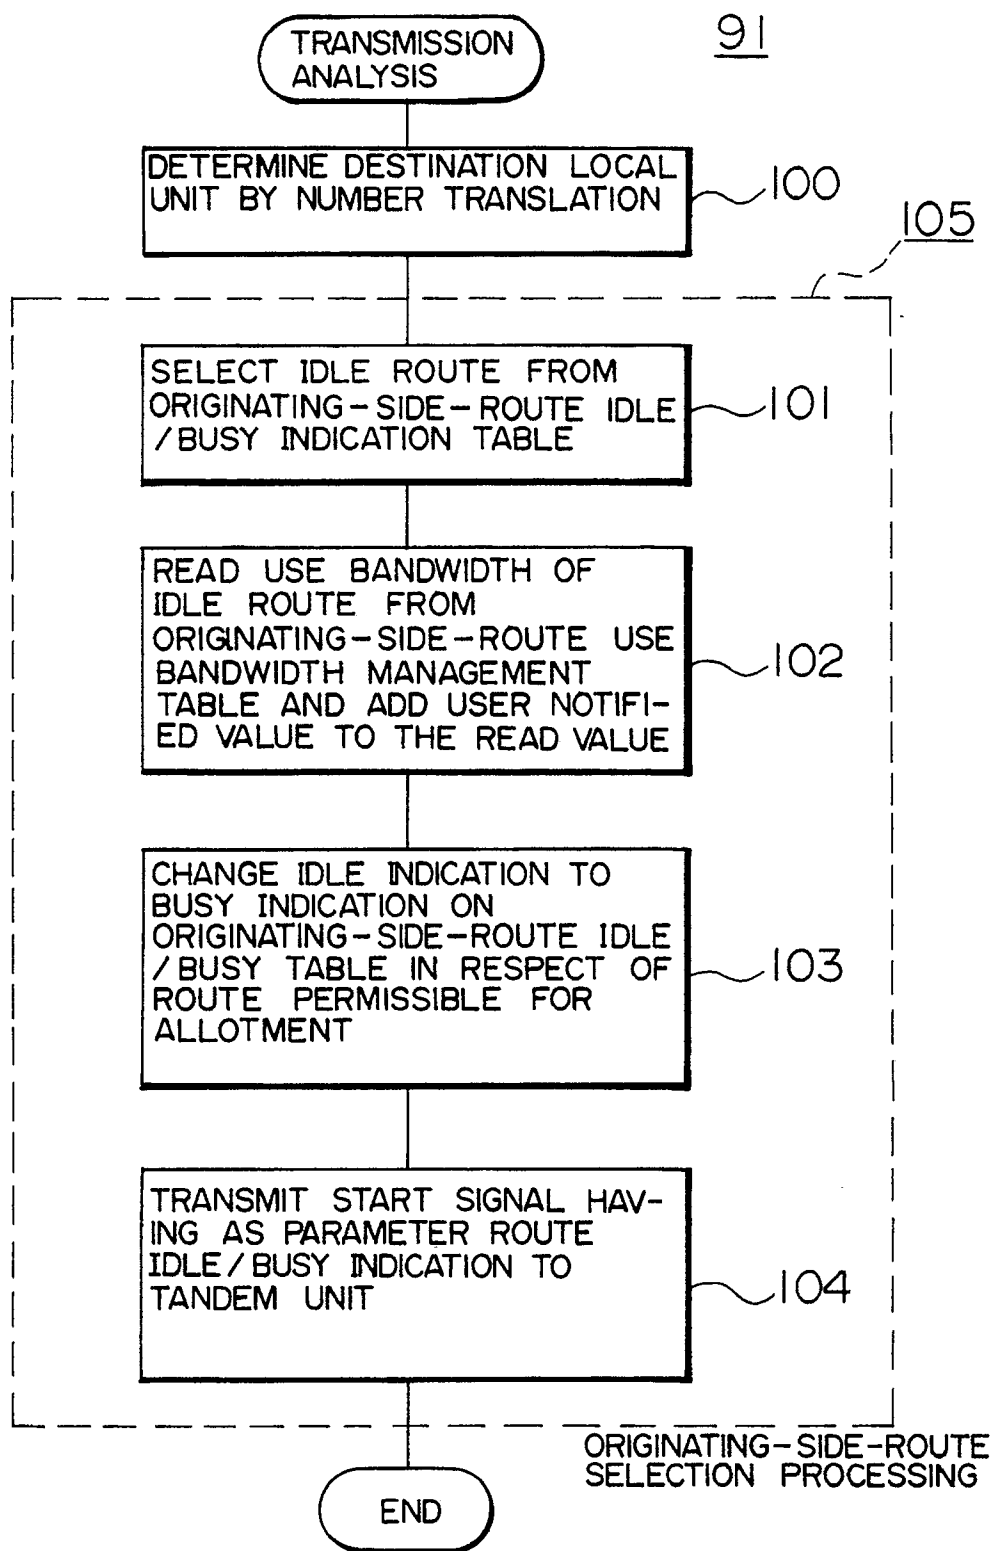 91
TRANSMISSION
ANALYSIS
DETERMINE DESTINATION LOCAL
UNIT BY NUMBER TRANSLATION
100
105
SELECT IDLE ROUTE FROM
ORIGINATING-SIDE-ROUTE IDLE
/BUSY INDICATION TABLE
101
READ USE BANDWIDTH OF
IDLE ROUTE FROM
ORIGINATING-SIDE-ROUTE USE
BANDWIDTH MANAGEMENT
TABLE AND ADD USER NOTIFI-
ED VALUE TO THE READ VALUE
102
CHANGE IDLE INDICATION TO
BUSY INDICATION ON
ORIGINATING-SIDE-ROUTE IDLE
/BUSY TABLE IN RESPECT OF
ROUTE PERMISSIBLE FOR
ALLOTMENT
103
TRANSMIT START SIGNAL HAV-
ING AS PARAMETER ROUTE
IDLE/BUSY INDICATION TO
TANDEM UNIT
104
ORIGINATING-SIDE-ROUTE
SELECTION PROCESSING
END